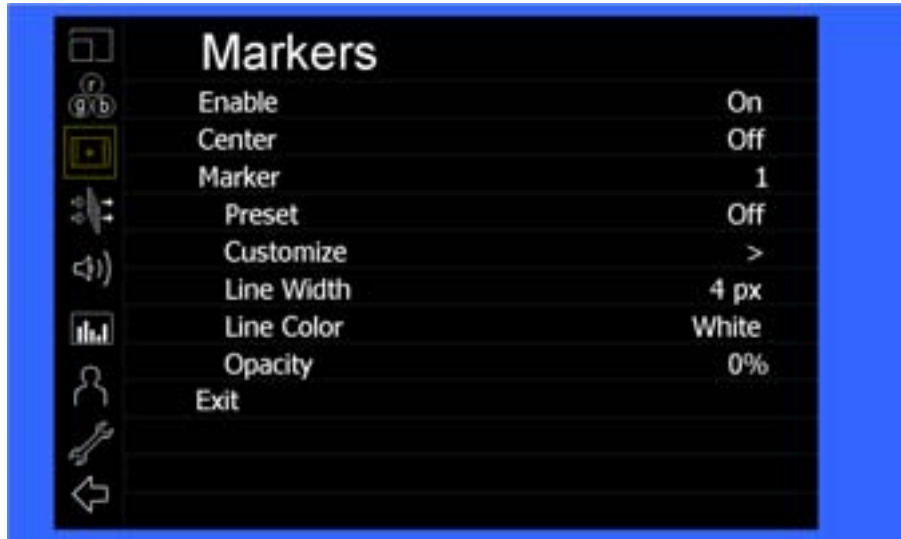 Markers
r
g b
Enable On
Center Off
Marker 1
Preset Off
Customize >
Line Width 4 px
Line Color White
Opacity 0%
Exit